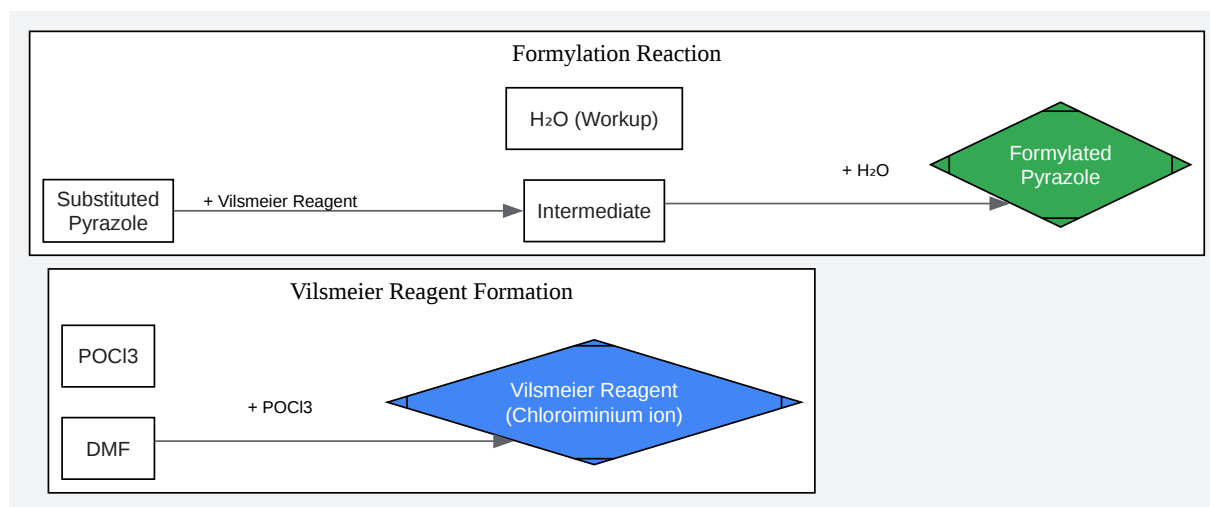 Formylation Reaction
H₂O (Workup)
Formylated
Pyrazole
+ H₂O
Substituted
Pyrazole
+ Vilsmeier Reagent
Intermediate
Vilsmeier Reagent Formation
POCl3
+ POCl3
Vilsmeier Reagent
(Chloroiminium ion)
DMF